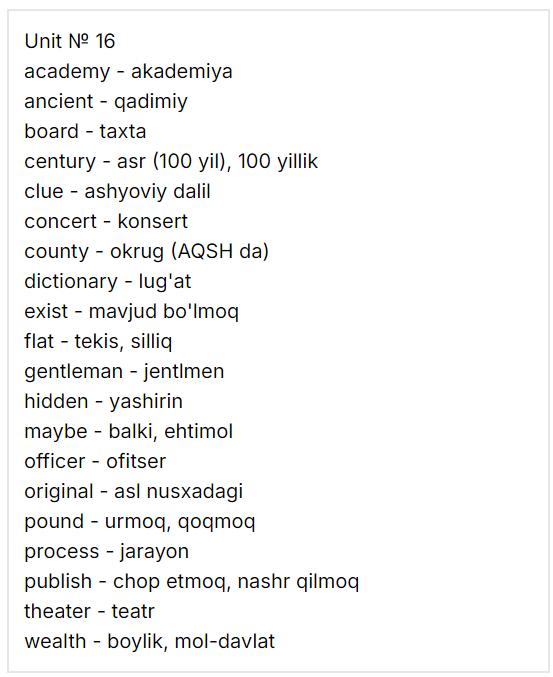 Unit № 16
academy - akademiya
ancient - qadimiy
board - taxta
century - asr (100 yil), 100 yillik
clue - ashyoviy dalil
concert - konsert
county - okrug (AQSH da)
dictionary - lug'at
exist - mavjud bo'lmoq
flat - tekis, silliq
gentleman - jentlmen
hidden - yashirin
maybe - balki, ehtimol
officer - ofitser
original - asl nusxadagi
pound - urmoq, qoqmoq
process - jarayon
publish - chop etmoq, nashr qilmoq
theater - teatr
wealth - boylik, mol-davlat